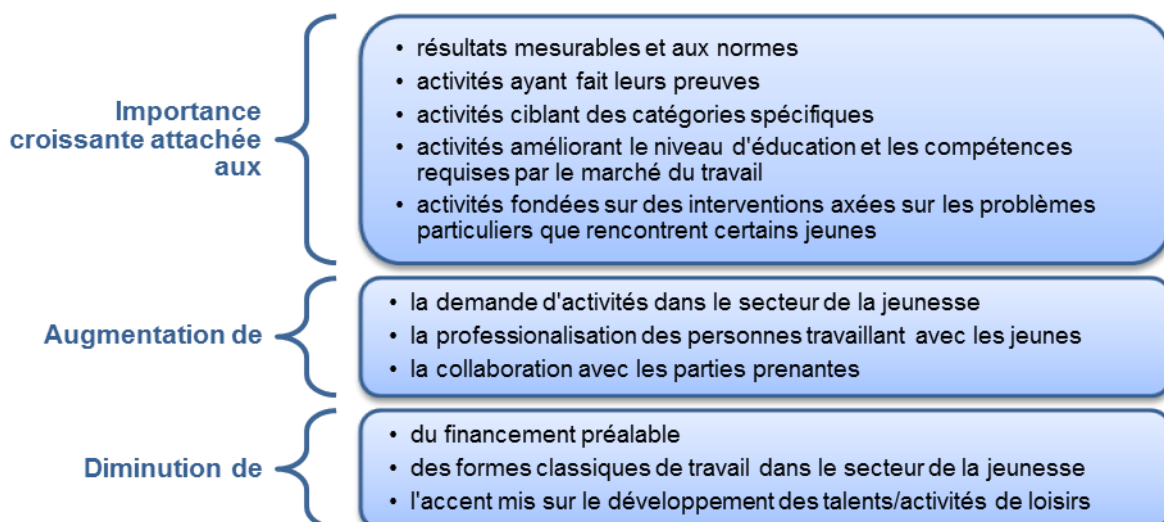 Importance
croissante attachée
aux
• résultats mesurables et aux normes
• activités ayant fait leurs preuves
• activités ciblant des catégories spécifiques
• activités améliorant le niveau d'éducation et les compétences
requises par le marché du travail
• activités fondées sur des interventions axées sur les problèmes
particuliers que rencontrent certains jeunes
Augmentation de
• la demande d'activités dans le secteur de la jeunesse
• la professionalisation des personnes travaillant avec les jeunes
• la collaboration avec les parties prenantes
Diminution de
• du financement préalable
• des formes classiques de travail dans le secteur de la jeunesse
• l'accent mis sur le développement des talents/activités de loisirs